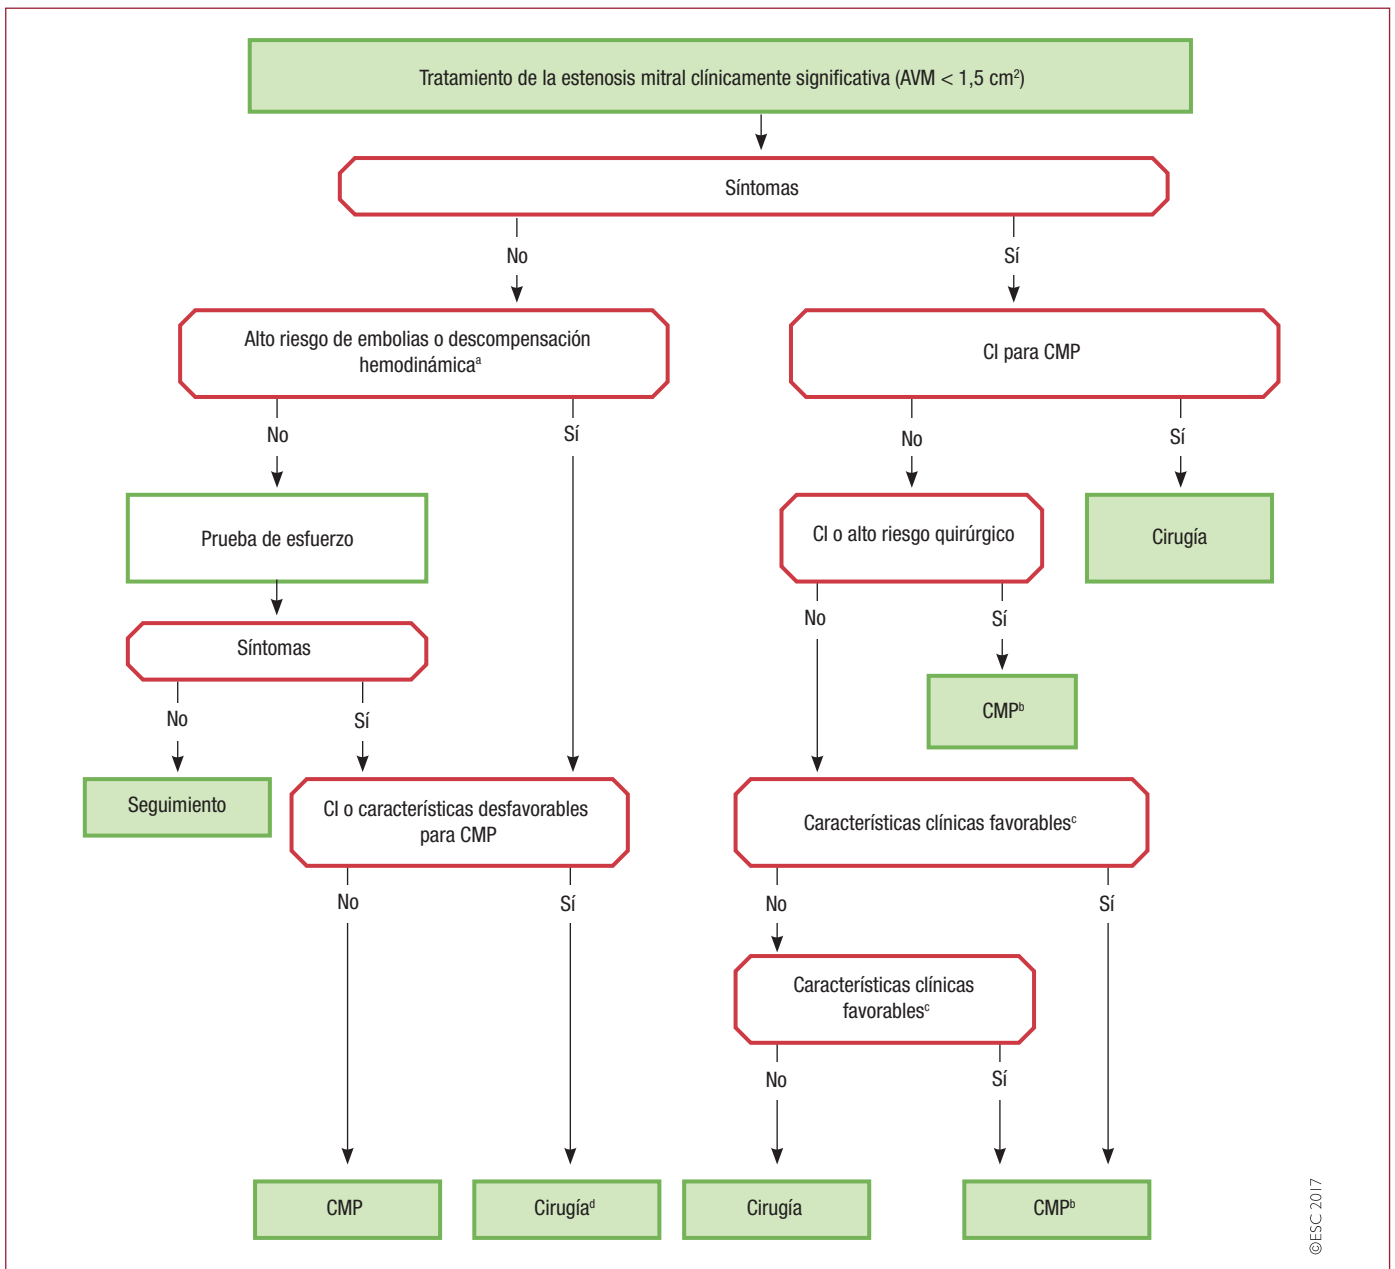 Tratamiento de la estenosis mitral clínicamente significativa (AVM < 1,5 cm²)
Síntomas
No
Sí
Alto riesgo de embolias o descompensación
hemodinámicaᵃ
CI para CMP
No
Sí
No
Sí
Prueba de esfuerzo
CI o alto riesgo quirúrgico
Cirugía
No
Sí
Síntomas
CMPᵇ
No
Sí
Seguimiento
CI o características desfavorables
para CMP
Características clínicas favorablesᶜ
No
Sí
No
Sí
Características clínicas
favorablesᶜ
No
Sí
CMP
Cirugíaᵈ
Cirugía
CMPᵇ
©ESC 2017